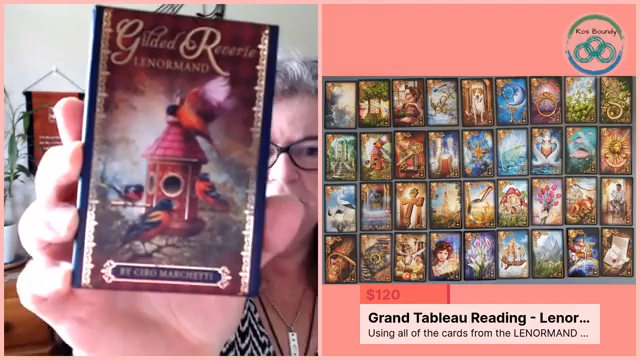 Gilded Reverie
LENORMAND
BY CIRO MARCHETTI
Ros Boundy
$120
Grand Tableau Reading - Lenor...
Using all of the cards from the LENORMAND ...